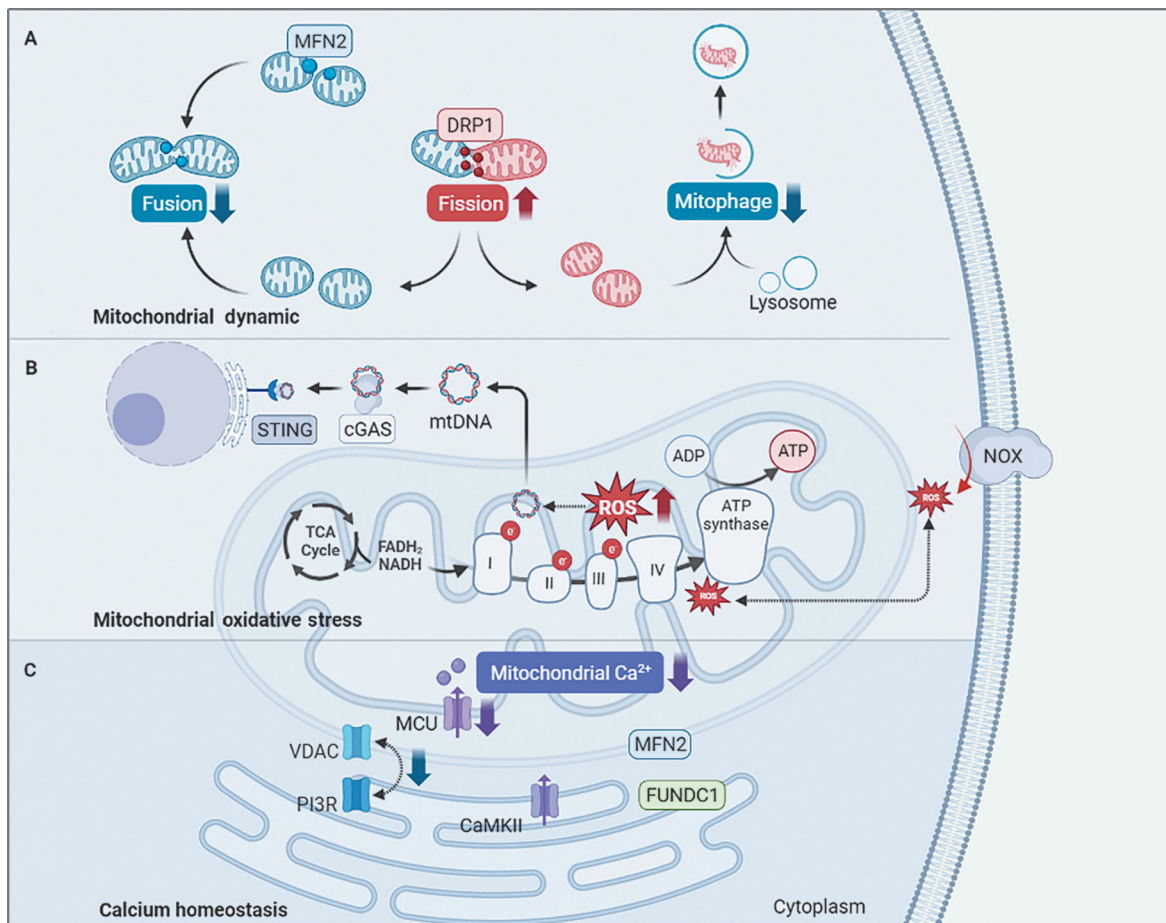 A
MFN2
DRP1
Fusion
Fission
Mitophage
Lysosome
Mitochondrial dynamic
B
STING
cGAS
mtDNA
ADP
ATP
NOX
ROS
ROS
ATP
synthase
TCA
Cycle
FADH₂
NADH
e-
e-
e-
I
II
III
IV
ROS
Mitochondrial oxidative stress
C
Mitochondrial Ca²⁺
MCU
VDAC
MFN2
PI3R
FUNDC1
CaMKII
Calcium homeostasis
Cytoplasm